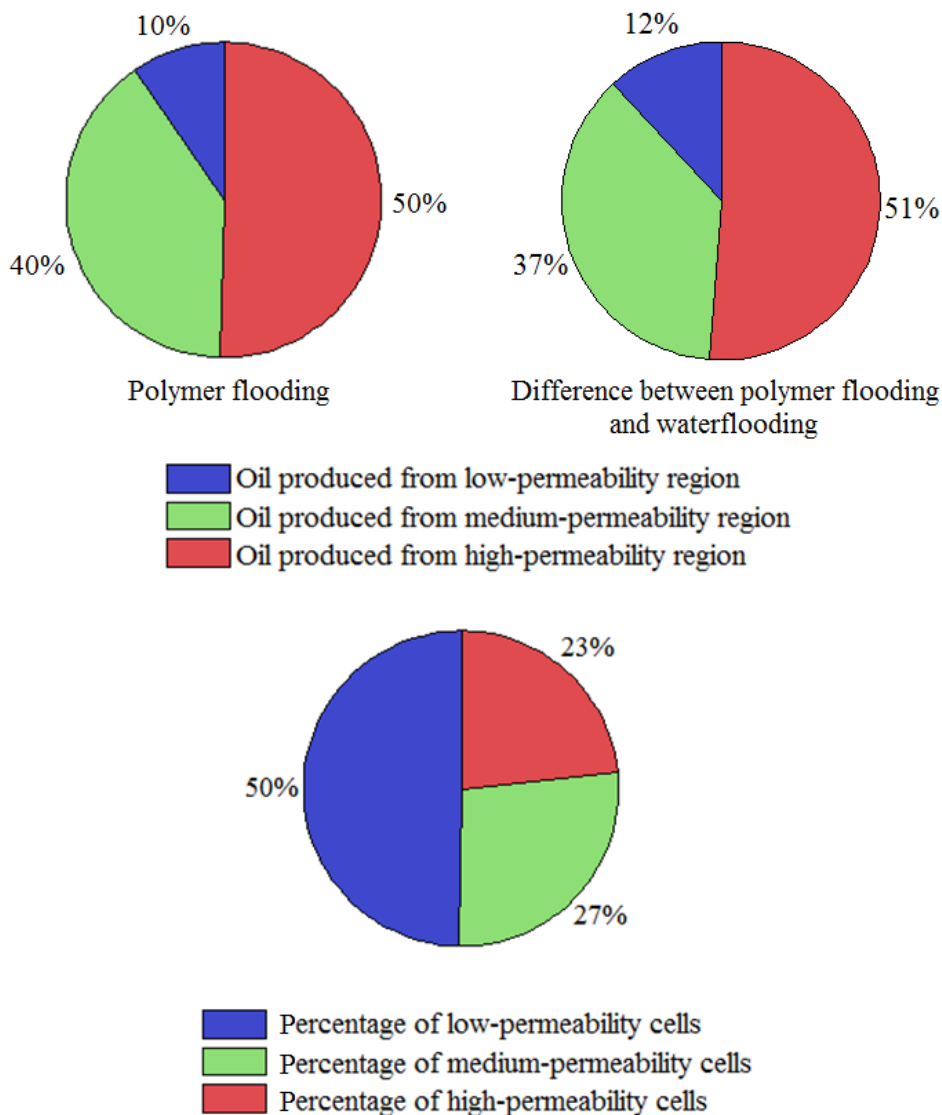 10%
12%
50%
51%
40%
37%
Polymer flooding
Difference between polymer flooding
and waterflooding
Oil produced from low-permeability region
Oil produced from medium-permeability region
Oil produced from high-permeability region
23%
50%
27%
Percentage of low-permeability cells
Percentage of medium-permeability cells
Percentage of high-permeability cells